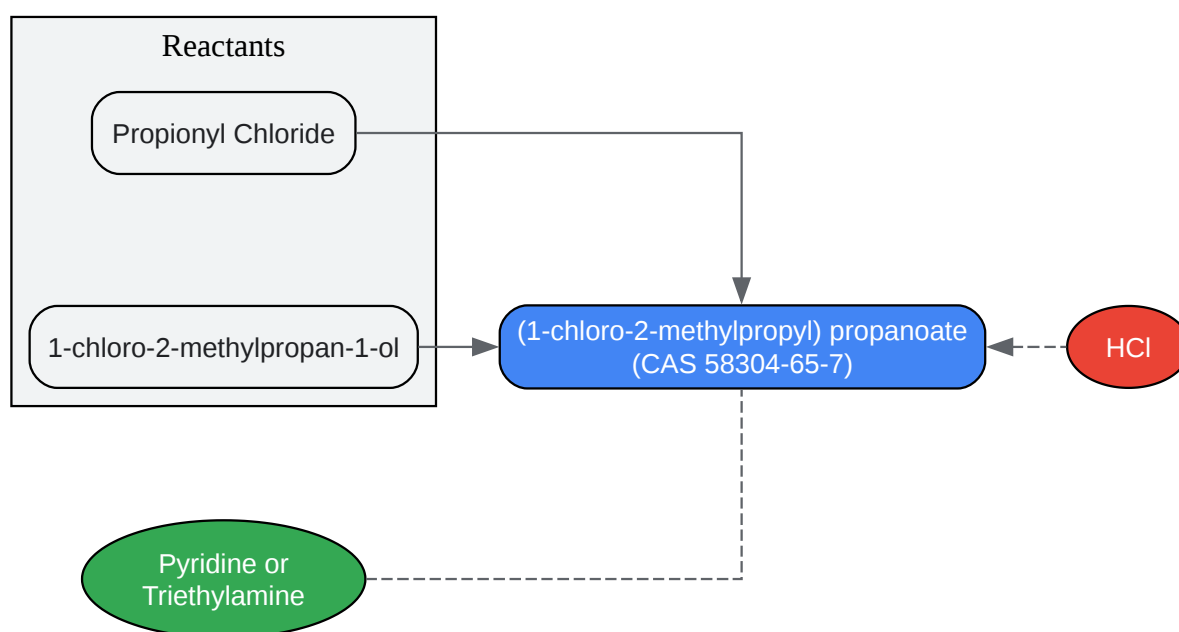 Reactants
Propionyl Chloride
1-chloro-2-methylpropan-1-ol
(1-chloro-2-methylpropyl) propanoate
(CAS 58304-65-7)
HCl
Pyridine or
Triethylamine